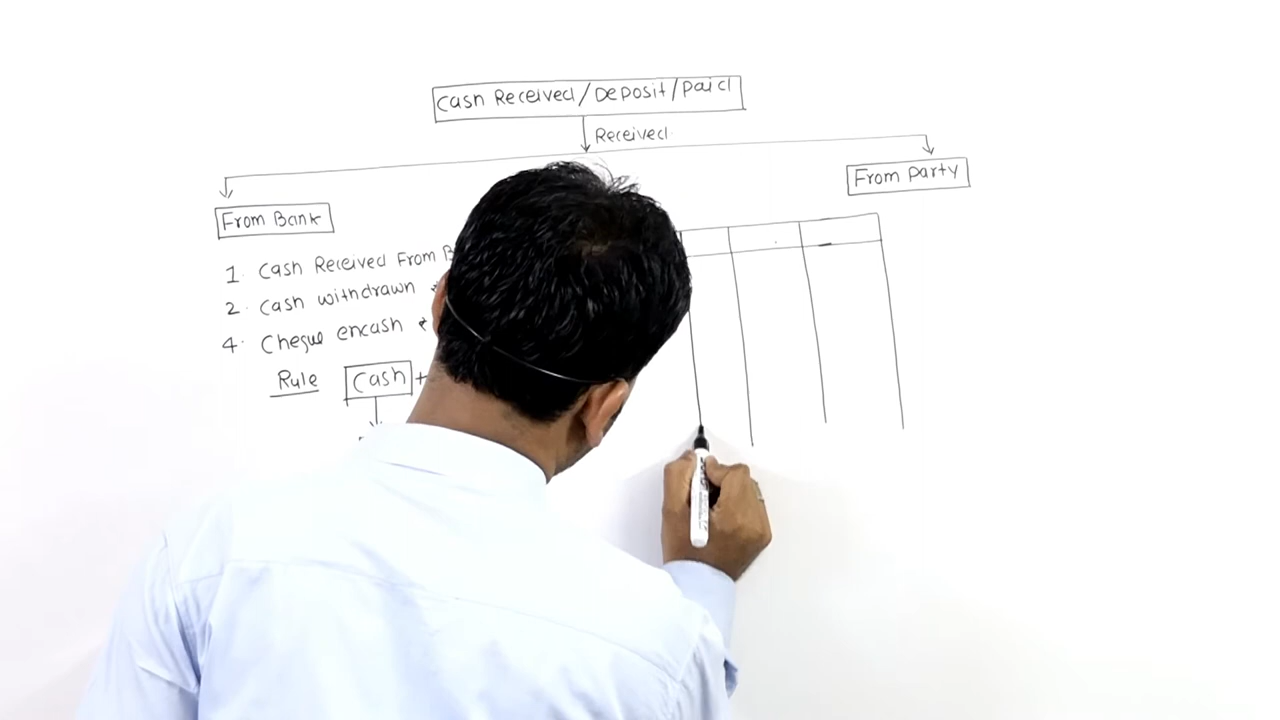 Cash Received/Deposit/Paid
Received
From Party
From Bank
1. Cash Received From
2. Cash withdrawn
4. Cheque encash
Rule Cash +